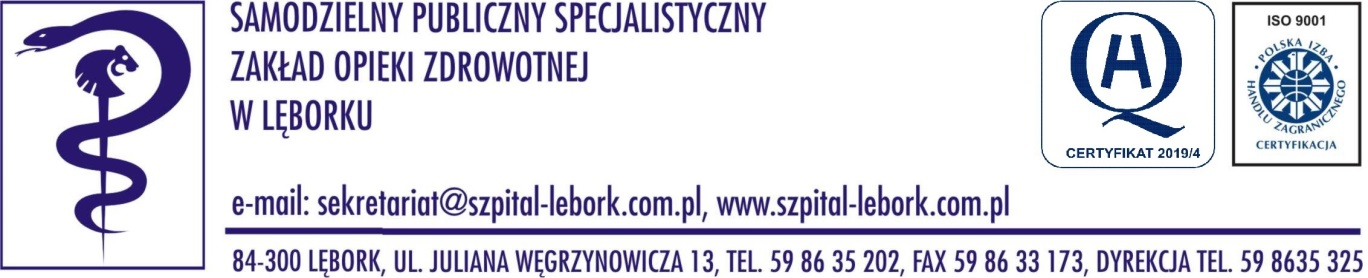 SAMODZIELNY PUBLICZNY SPECJALISTYCZNY
ZAKŁAD OPIEKI ZDROWOTNEJ
W LĘBORKU
e-mail: sekretariat@szpital-lebork.com.pl, www.szpital-lebork.com.pl
84-300 LĘBORK, UL. JULIANA WĘGRZYNOWICZA 13, TEL. 59 86 35 202, FAX 59 86 33 173, DYREKCJA TEL. 59 8635 325
HQ
CERTYFIKAT 2019/4
ISO 9001
POLSKA IZBA
HANDLU ZAGRANICZNEGO
CERTYFIKACJA